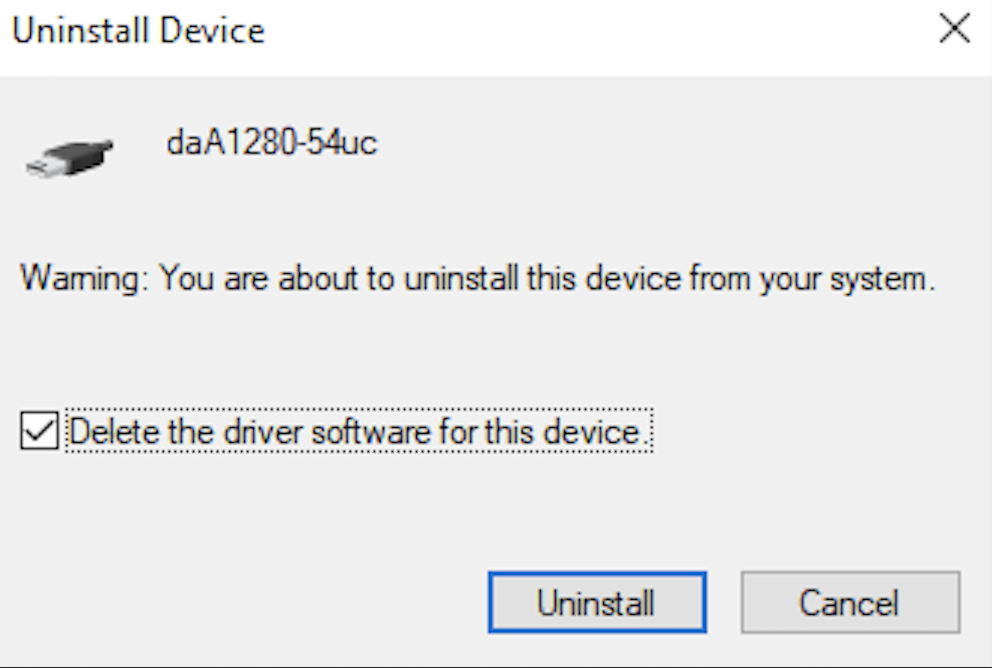 Uninstall Device
daA1280-54uc
Warning: You are about to uninstall this device from your system.
Delete the driver software for this device.
Uninstall
Cancel